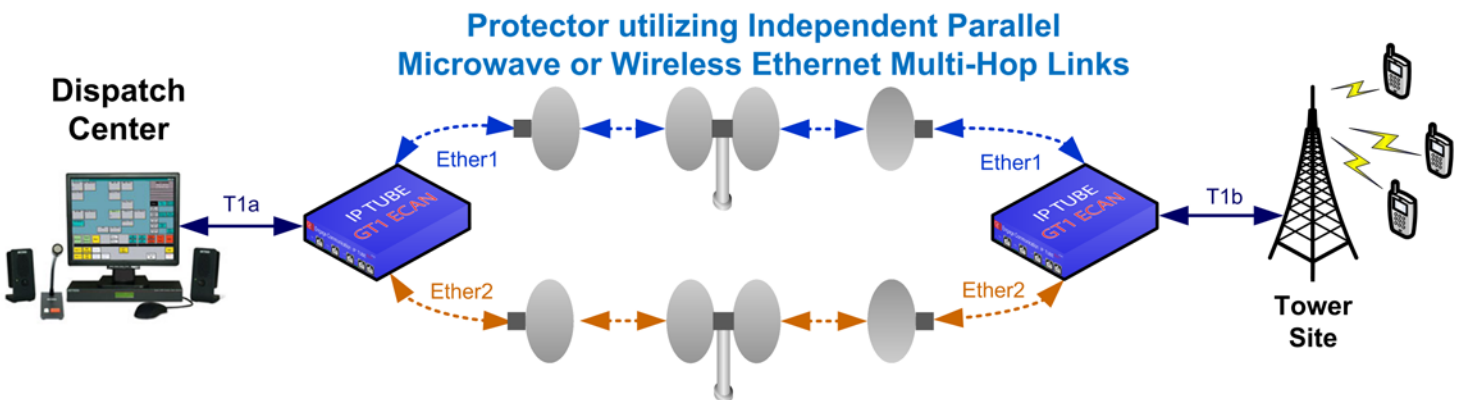 Protector utilizing Independent Parallel
Microwave or Wireless Ethernet Multi-Hop Links
Dispatch
Center
T1a
IP TUBE
GT1 ECAN
Ether1
Ether2
Ether1
Ether2
IP TUBE
GT1 ECAN
T1b
Tower
Site